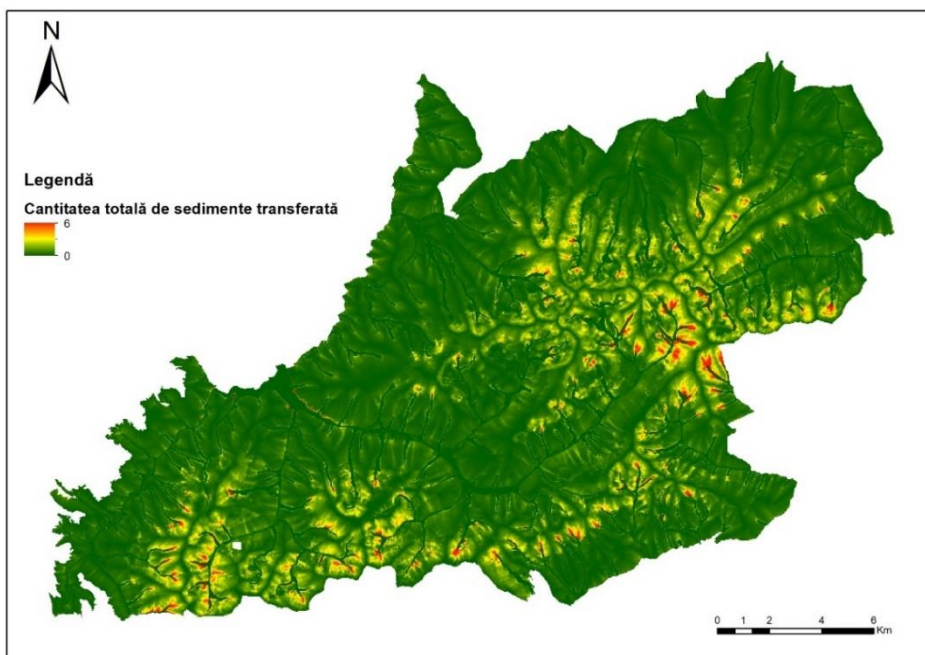 N
Legendă
Cantitatea totală de sedimente transferată
6
0
0 1 2 4 6
Km